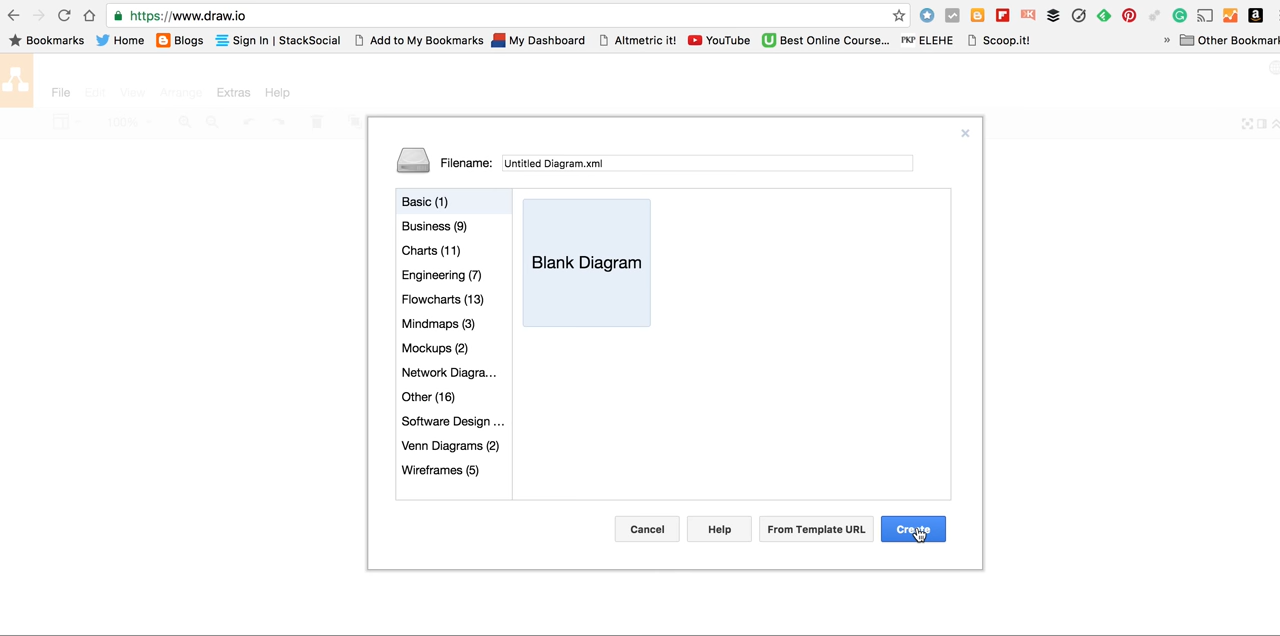 https://www.draw.io
Bookmarks Home Blogs Sign In | StackSocial Add to My Bookmarks My Dashboard Altmetric it! YouTube Best Online Course... PKP ELEHE Scoop.it! » Other Bookmark
File Edit View Arrange Extras Help
100%
Filename: Untitled Diagram.xml
Basic (1)
Business (9)
Charts (11)
Engineering (7)
Flowcharts (13)
Mindmaps (3)
Mockups (2)
Network Diagra...
Other (16)
Software Design ...
Venn Diagrams (2)
Wireframes (5)
Blank Diagram
Cancel Help From Template URL Create